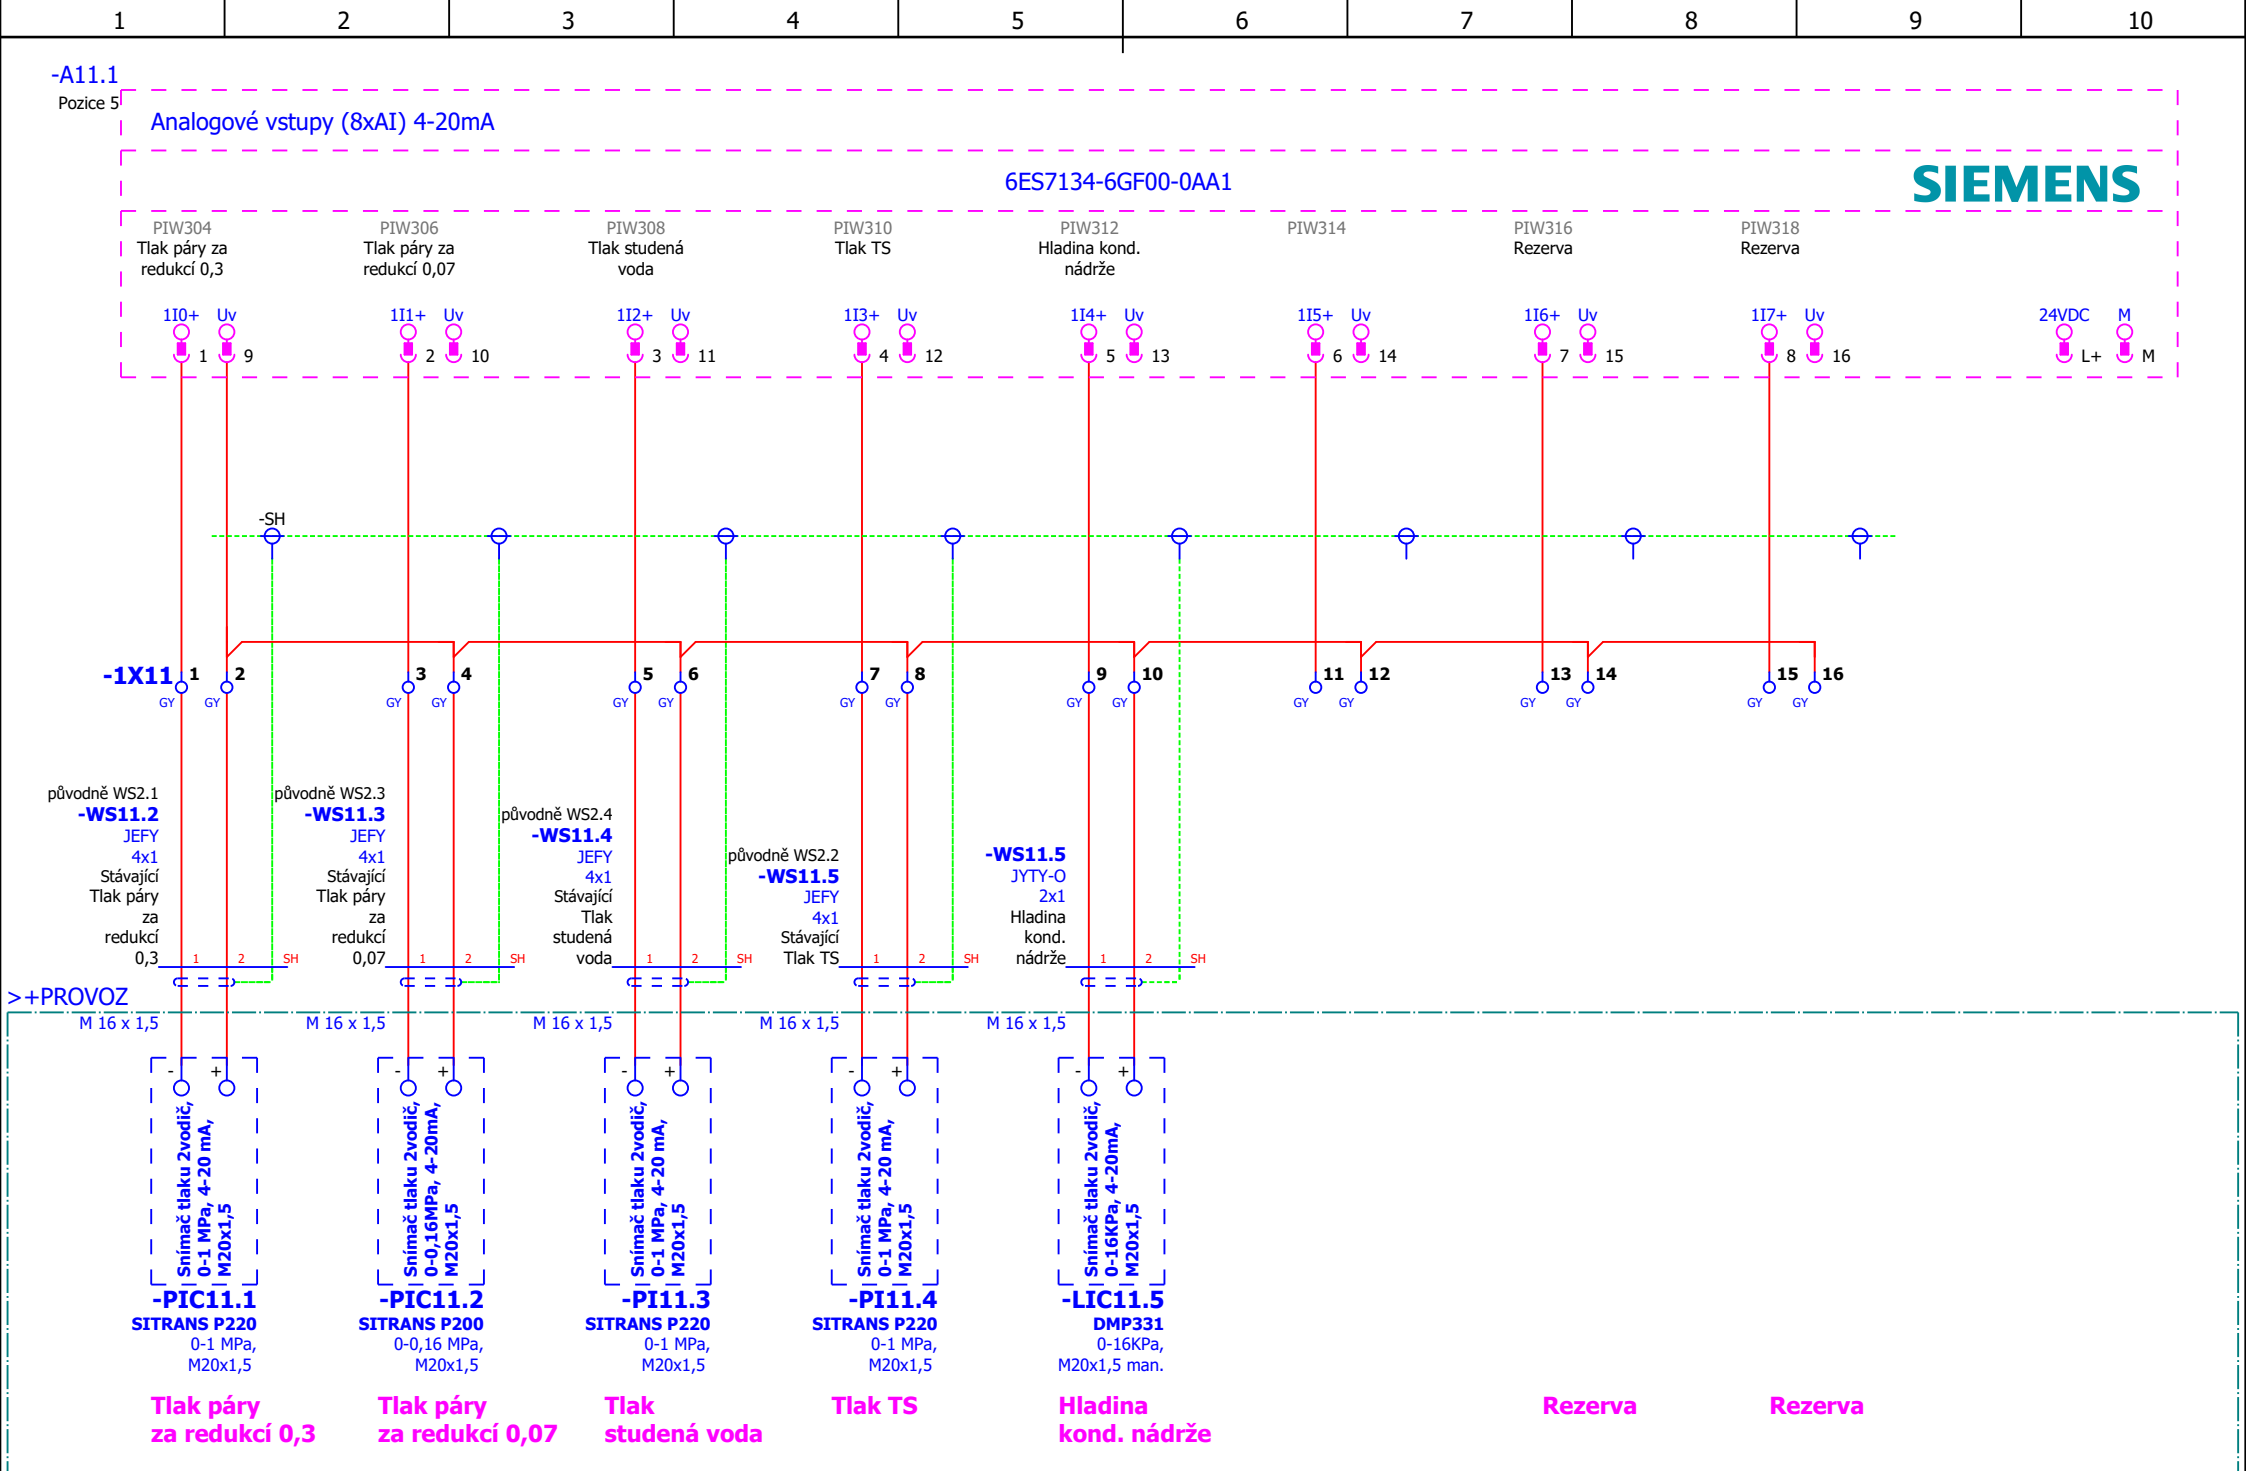 1 2 3 4 5 6 7 8 9 10
-A11.1
Pozice 5
Analogové vstupy (8xAI) 4-20mA
6ES7134-6GF00-0AA1
SIEMENS
PIW304 PIW306 PIW308 PIW310 PIW312 PIW314 PIW316 PIW318
Tlak páry za Tlak páry za Tlak studená Tlak TS Hladina kond. Rezerva Rezerva
redukcí 0,3 redukcí 0,07 voda nádrže
1I0+ Uv 1I1+ Uv 1I2+ Uv 1I3+ Uv 1I4+ Uv 1I5+ Uv 1I6+ Uv 1I7+ Uv 24VDC M
1 9 2 10 3 11 4 12 5 13 6 14 7 15 8 16 L+ M
-SH
-1X11 1 2 3 4 5 6 7 8 9 10 11 12 13 14 15 16
GY GY GY GY GY GY GY GY GY GY GY GY GY GY GY GY
původně WS2.1
-WS11.2
JEFY
4x1
Stávající
Tlak páry
za
redukcí
0,3
1 2 SH
původně WS2.3
-WS11.3
JEFY
4x1
Stávající
Tlak páry
za
redukcí
0,07
1 2 SH
původně WS2.4
-WS11.4
JEFY
4x1
Stávající
Tlak
studená
voda
1 2 SH
původně WS2.2
-WS11.5
JEFY
4x1
Stávající
Tlak TS
1 2 SH
-WS11.5
JYTY-O
2x1
Hladina
kond.
nádrže
1 2 SH
>+PROVOZ
M 16 x 1,5 M 16 x 1,5 M 16 x 1,5 M 16 x 1,5 M 16 x 1,5
- + - + - + - + - +
Snímač tlaku 2vodič,
0-1 MPa, 4-20 mA,
M20x1,5
Snímač tlaku 2vodič,
0-0,16MPa, 4-20mA,
M20x1,5
Snímač tlaku 2vodič,
0-1 MPa, 4-20 mA,
M20x1,5
Snímač tlaku 2vodič,
0-1 MPa, 4-20 mA,
M20x1,5
Snímač tlaku 2vodič,
0-16KPa, 4-20mA,
M20x1,5
-PIC11.1 -PIC11.2 -PI11.3 -PI11.4 -LIC11.5
SITRANS P220 SITRANS P200 SITRANS P220 SITRANS P220 DMP331
0-1 MPa, 0-0,16 MPa, 0-1 MPa, 0-1 MPa, 0-16KPa,
M20x1,5 M20x1,5 M20x1,5 M20x1,5 M20x1,5 man.
Tlak páry Tlak páry Tlak Tlak TS Hladina Rezerva Rezerva
za redukcí 0,3 za redukcí 0,07 studená voda kond. nádrže